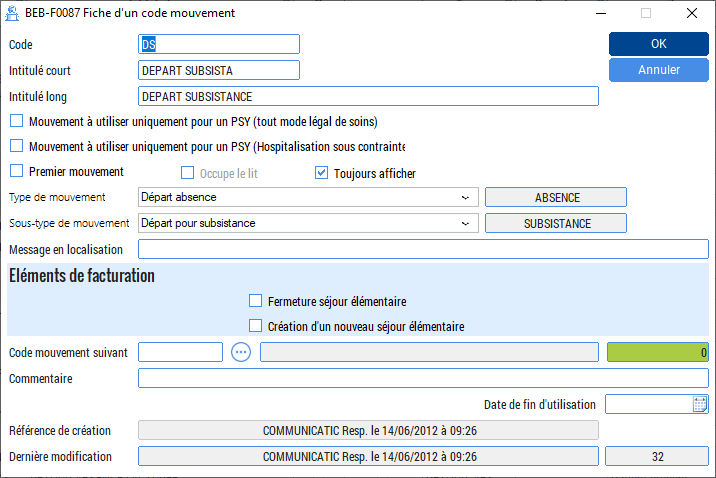 BEB-F0087 Fiche d'un code mouvement
Code DS OK
Intitulé court DEPART SUBSISTA Annuler
Intitulé long DEPART SUBSISTANCE
Mouvement à utiliser uniquement pour un PSY (tout mode légal de soins)
Mouvement à utiliser uniquement pour un PSY (Hospitalisation sous contrainte
Premier mouvement Occupe le lit Toujours afficher
Type de mouvement Départ absence ABSENCE
Sous-type de mouvement Départ pour subsistance SUBSISTANCE
Message en localisation
Eléments de facturation
Fermeture séjour élémentaire
Création d'un nouveau séjour élémentaire
Code mouvement suivant 0
Commentaire
Date de fin d'utilisation
Référence de création COMMUNICATIC Resp. le 14/06/2012 à 09:26
Dernière modification COMMUNICATIC Resp. le 14/06/2012 à 09:26 32